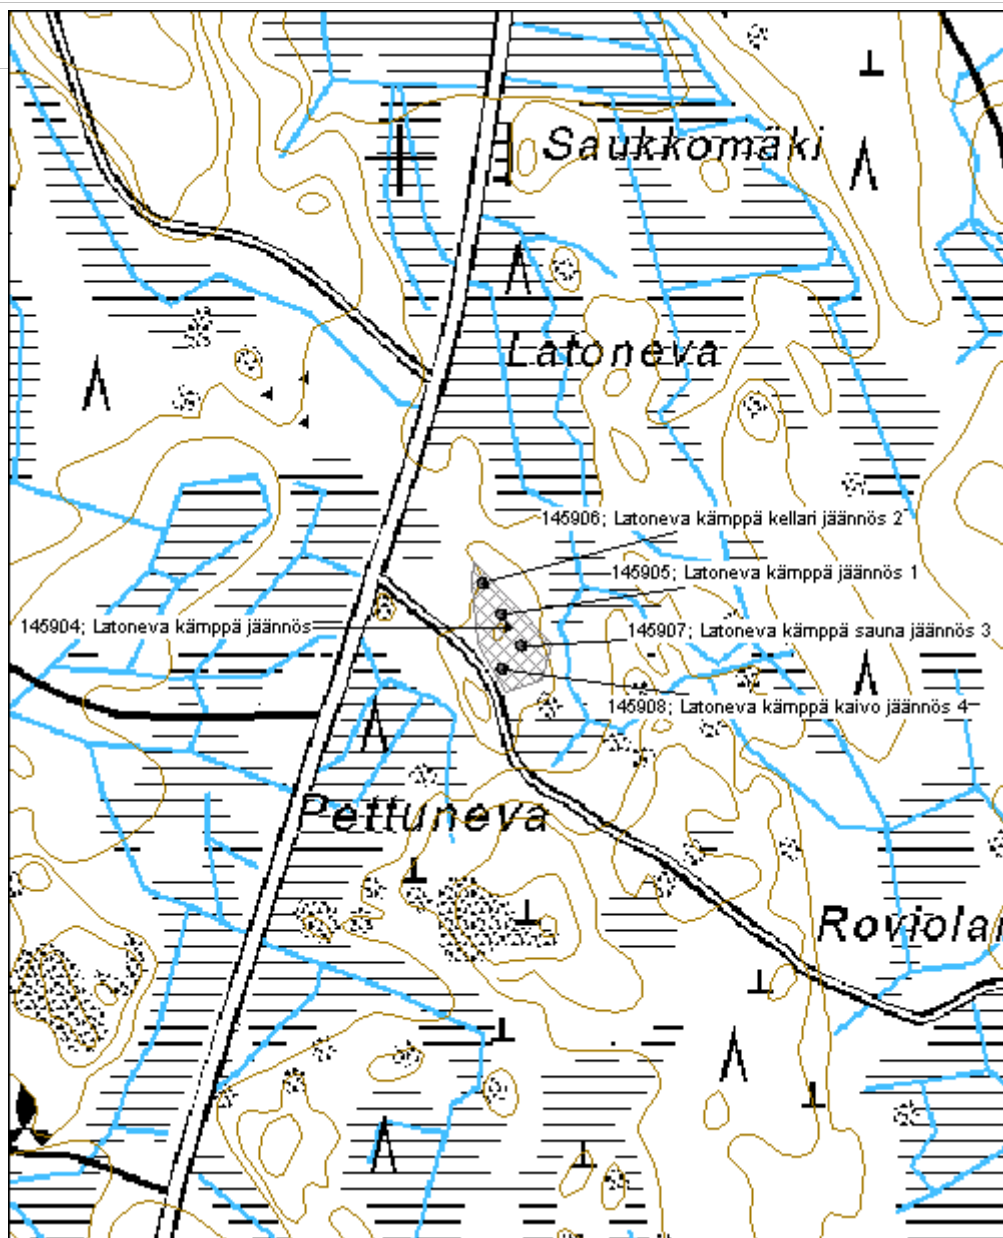 Saukkomäki
Latoneva
145906; Latoneva kämppä kellari jäännös 2
145905; Latoneva kämppä jäännös 1
145904; Latoneva kämppä jäännös
145907; Latoneva kämppä sauna jäännös 3
145908; Latoneva kämppä kaivo jäännös 4
Pettuneva
Roviolan